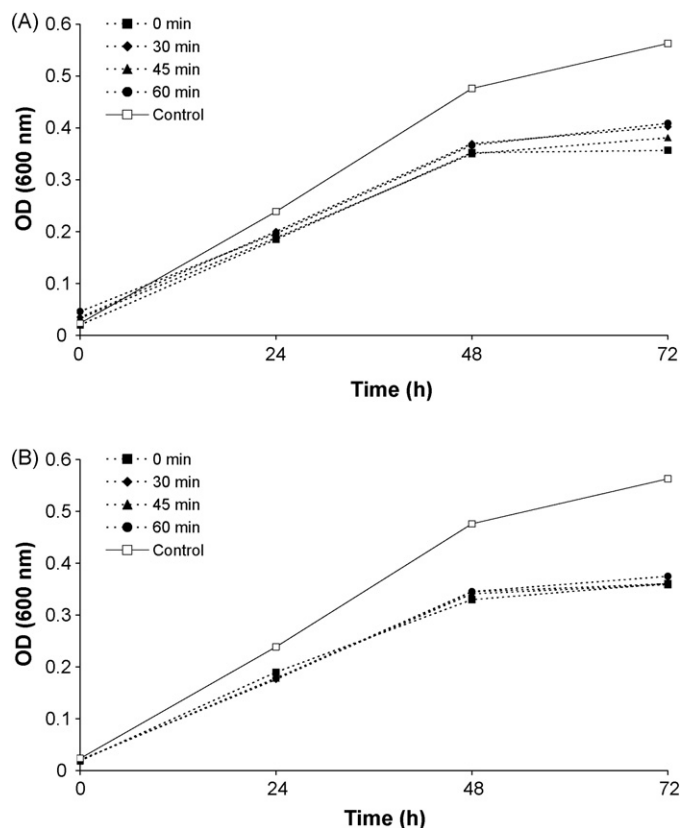 (A)
0.6
0.5
0.4
0.3
0.2
0.1
0
OD (600 nm)
0 min
30 min
45 min
60 min
Control
0 24 48 72
Time (h)
(B)
0.6
0.5
0.4
0.3
0.2
0.1
0
OD (600 nm)
0 min
30 min
45 min
60 min
Control
0 24 48 72
Time (h)